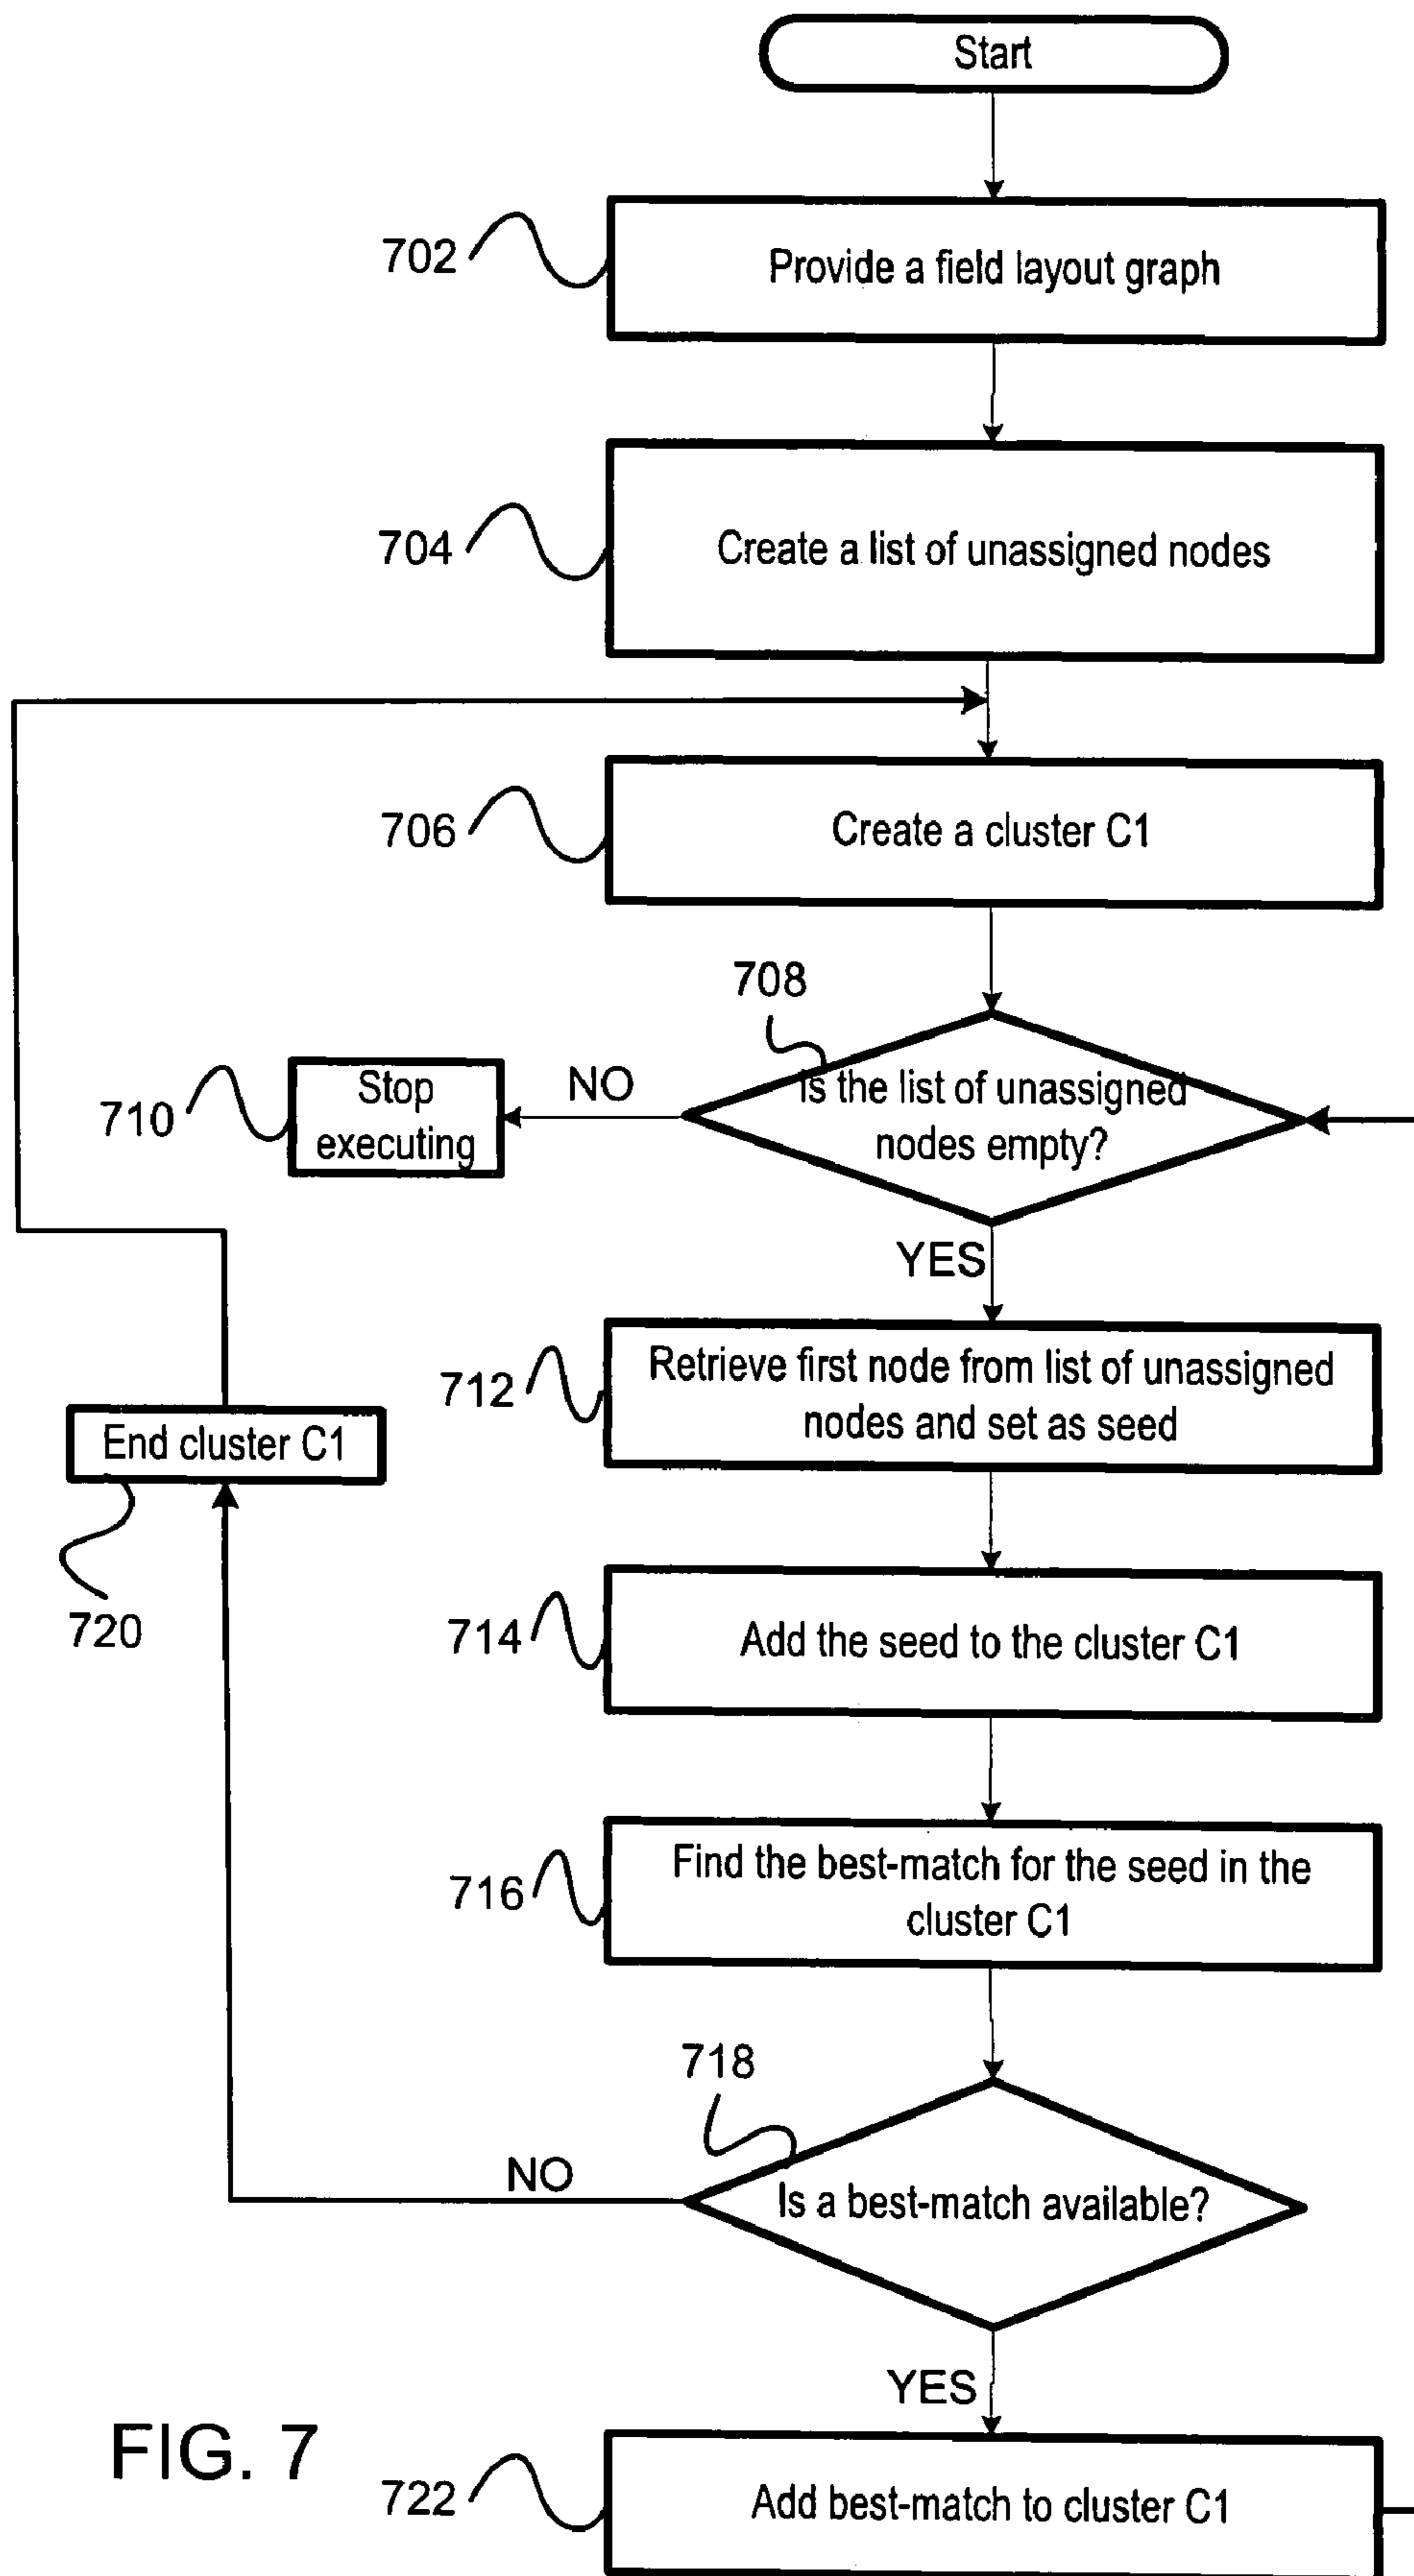 Start
702
Provide a field layout graph
704
Create a list of unassigned nodes
706
Create a cluster C1
708
Is the list of unassigned
nodes empty?
NO
710
Stop
executing
YES
712
Retrieve first node from list of unassigned
nodes and set as seed
End cluster C1
720
714
Add the seed to the cluster C1
716
Find the best-match for the seed in the
cluster C1
718
Is a best-match available?
NO
YES
722
Add best-match to cluster C1
FIG. 7